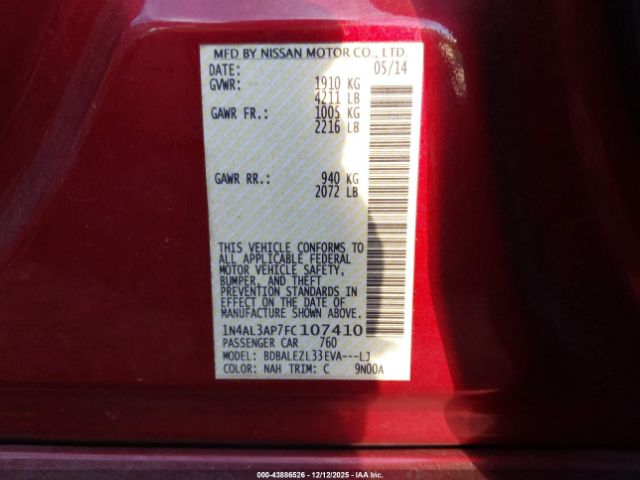 MFD BY NISSAN MOTOR CO., LTD.
DATE: 05/14
GVWR: 1910 KG
4211 LB
GAWR FR.: 1005 KG
2216 LB
GAWR RR.: 940 KG
2072 LB
THIS VEHICLE CONFORMS TO
ALL APPLICABLE FEDERAL
MOTOR VEHICLE SAFETY,
BUMPER, AND THEFT
PREVENTION STANDARDS IN
EFFECT ON THE DATE OF
MANUFACTURE SHOWN ABOVE.
1N4AL3AP7FC107410
PASSENGER CAR 760
MODEL: BDBALEZL33EVA---LJ
COLOR: NAH TRIM: C 9N00A
000-43886526 - 12/12/2025 - IAA Inc.